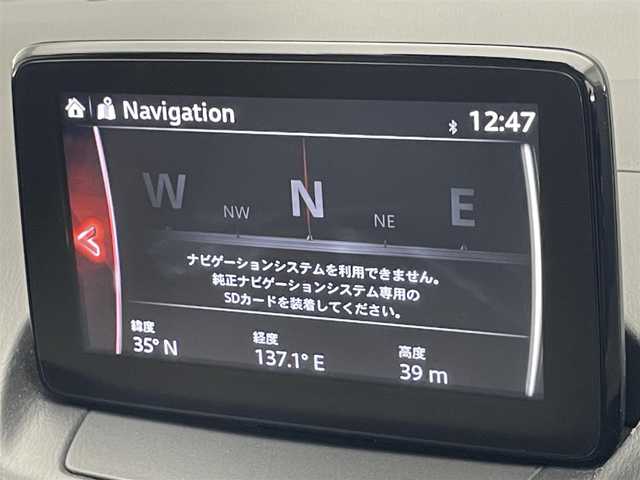 Navigation
12:47
W NW N NE E
ナビゲーションシステムを利用できません。
純正ナビゲーションシステム専用の
SDカードを装着してください。
緯度 経度 高度
35° N 137.1° E 39 m